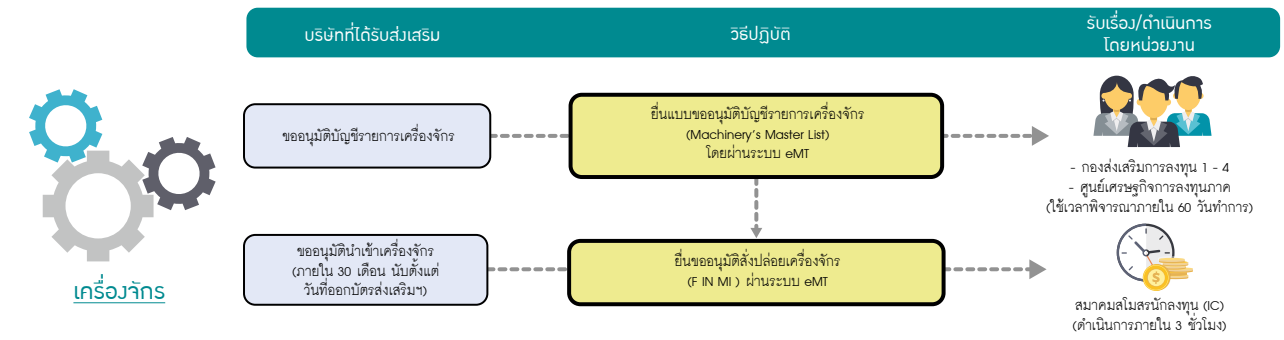 บริษัทที่ได้รับส่งเสริม
วิธีปฏิบัติ
รับเรื่อง/ดำเนินการ
โดยหน่วยงาน
ขออนุมัติบัญชีรายการเครื่องจักร
ยื่นแบบขออนุมัติบัญชีรายการเครื่องจักร
(Machinery's Master List)
โดยผ่านระบบ eMT
- กองส่งเสริมการลงทุน 1 - 4
- ศูนย์เศรษฐกิจการลงทุนภาค
(ใช้เวลาพิจารณาภายใน 60 วันทำการ)
เครื่องจักร
ขออนุมัตินำเข้าเครื่องจักร
(ภายใน 30 เดือน นับตั้งแต่
วันที่ออกบัตรส่งเสริมฯ)
ยื่นขออนุมัติสั่งปล่อยเครื่องจักร
(F IN MI ) ผ่านระบบ eMT
$
สมาคมสโมสรนักลงทุน (IC)
(ดำเนินการภายใน 3 ชั่วโมง)